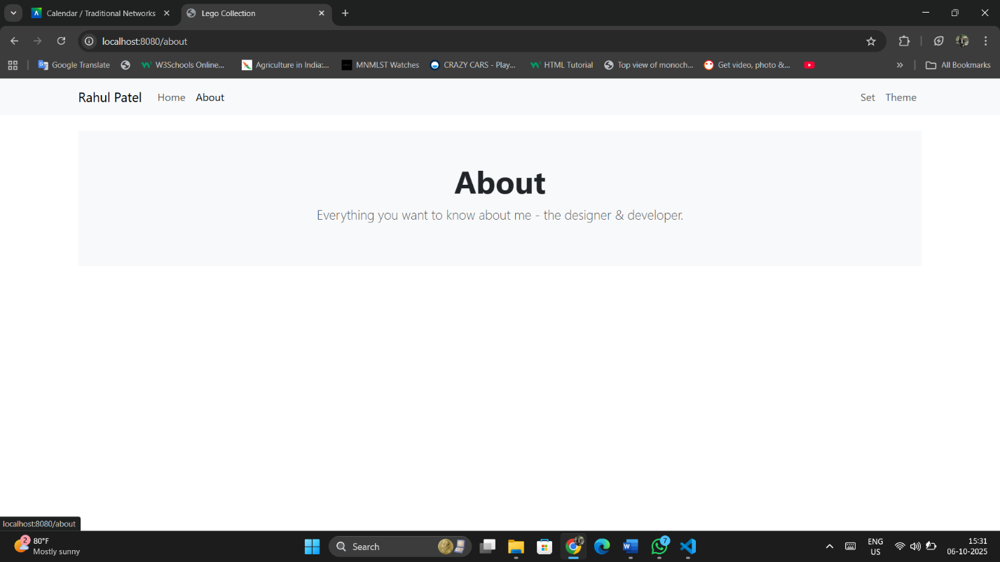 Calendar / Traditional Networks
Lego Collection
localhost:8080/about
Google Translate
W3Schools Online...
Agriculture in India:...
MNMLST Watches
CRAZY CARS - Play...
HTML Tutorial
Top view of monoch...
Get video, photo &...
All Bookmarks
Rahul Patel Home About Set Theme
About
Everything you want to know about me - the designer & developer.
localhost:8080/about
2
80°F
Mostly sunny
Search
7
ENG
US
15:31
06-10-2025